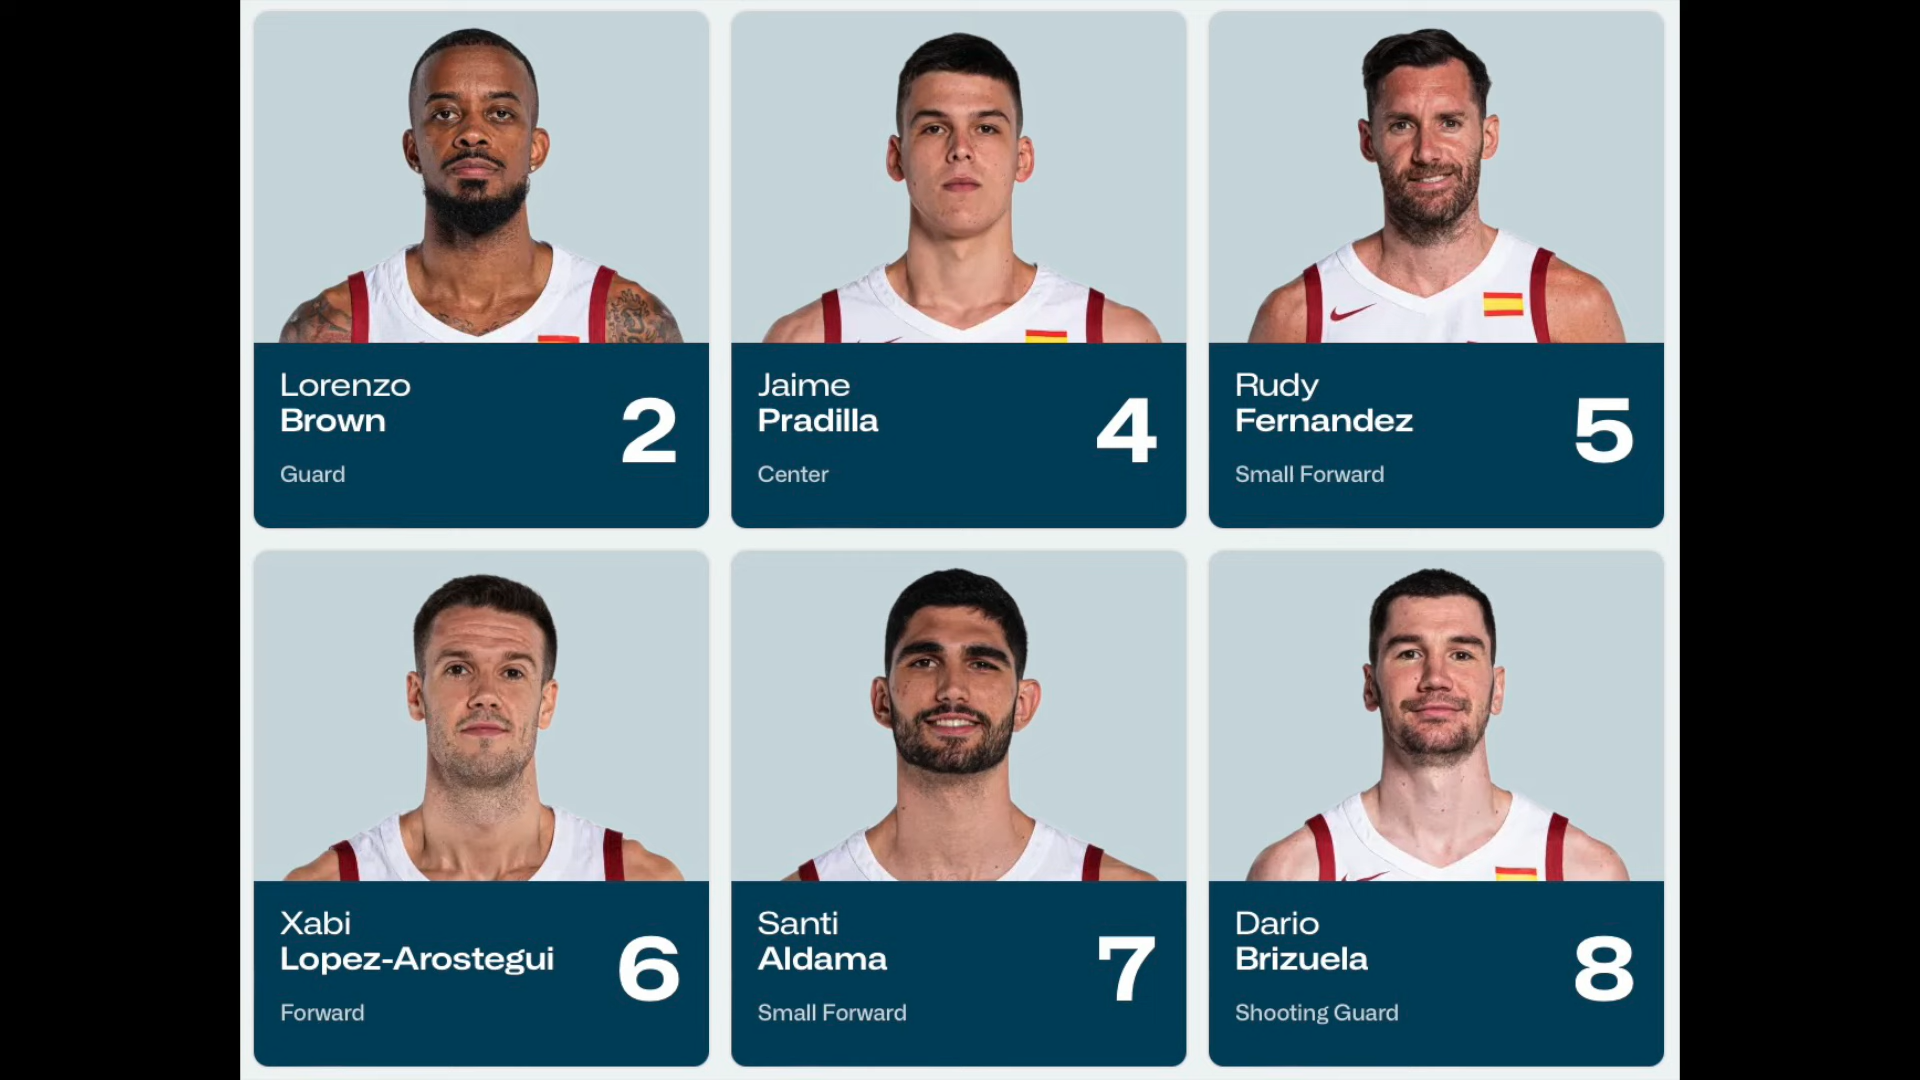 Lorenzo
Brown
2
Guard
Jaime
Pradilla
4
Center
Rudy
Fernandez
5
Small Forward
Xabi
Lopez-Arostegui
6
Forward
Santi
Aldama
7
Small Forward
Dario
Brizuela
8
Shooting Guard